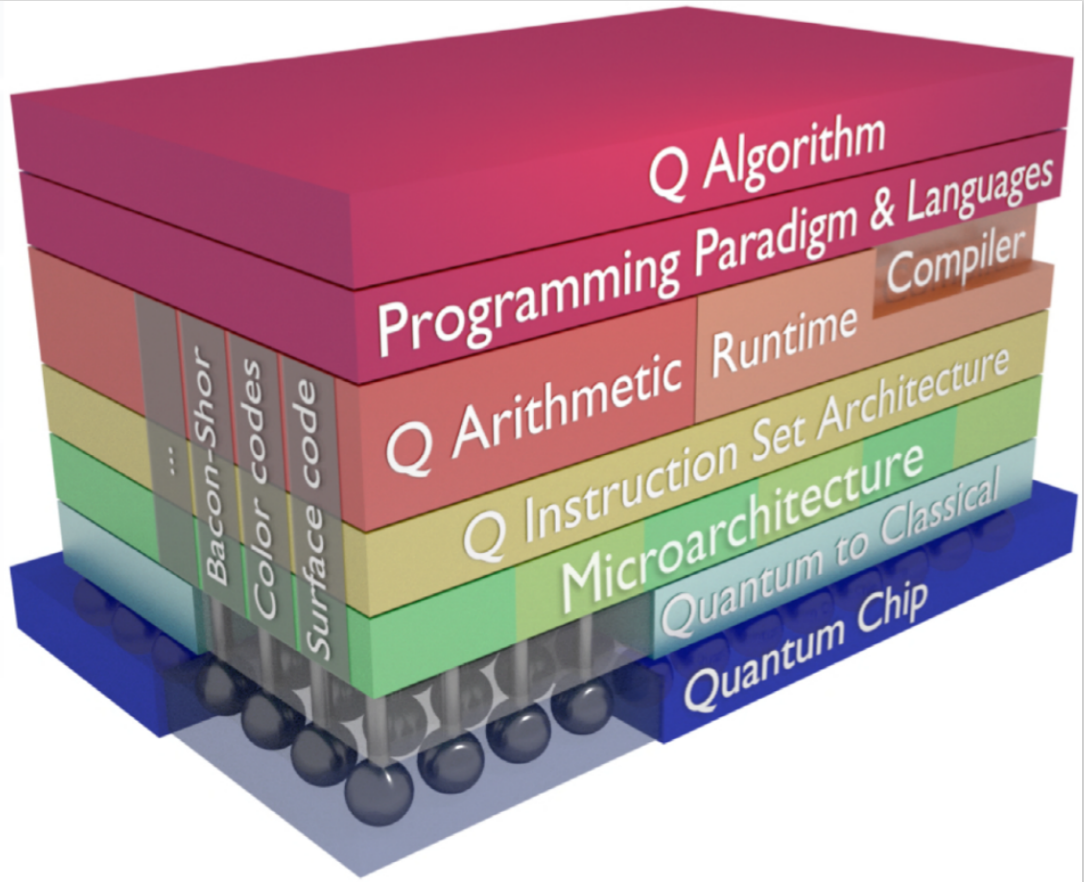 Q Algorithm
Programming Paradigm & Languages
Compiler
Q Arithmetic
Runtime
Q Instruction Set Architecture
Microarchitecture
Quantum to Classical
Quantum Chip
...
Bacon-Shor
Color codes
Surface code